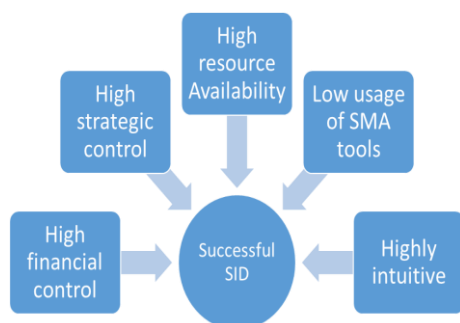 High
resource
Availability
High
strategic
control
Low usage
of SMA
tools
High
financial
control
Successful
SID
Highly
intuitive